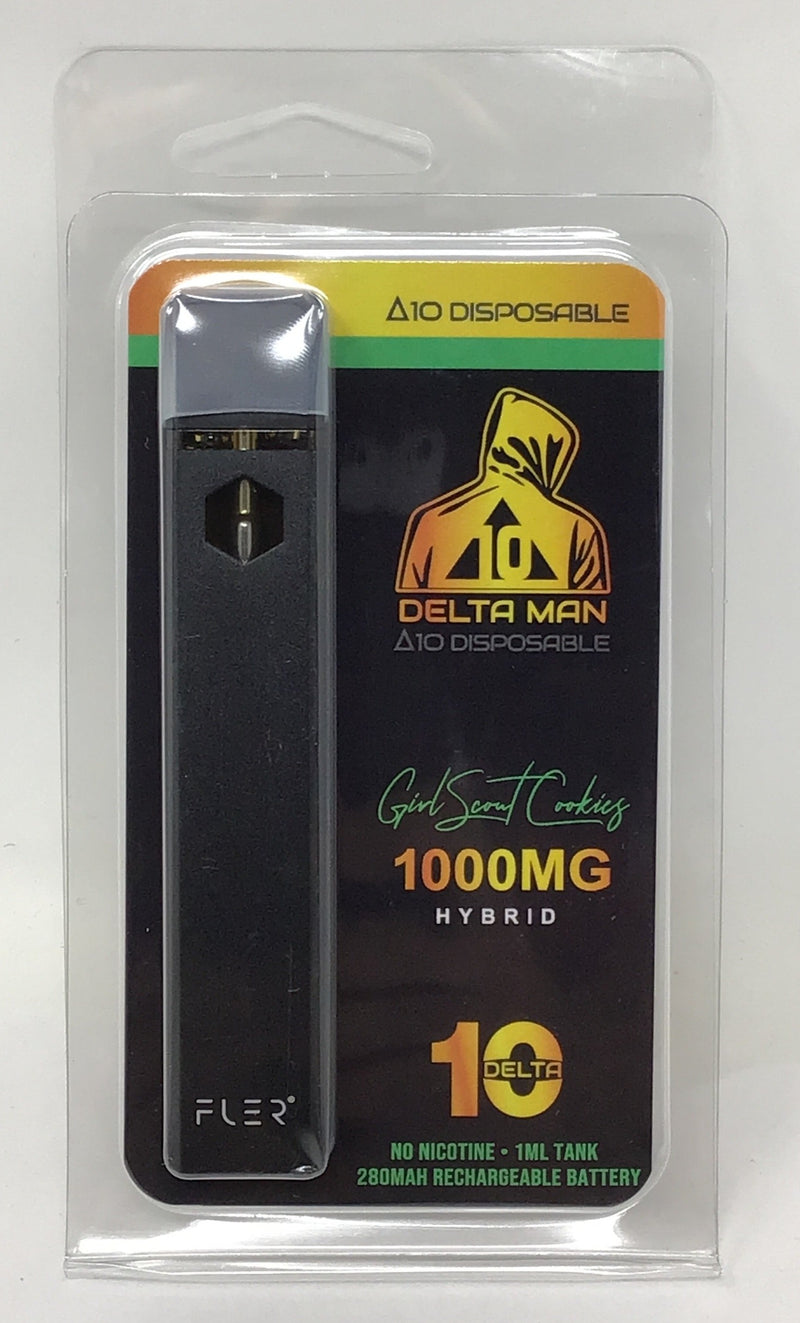 Δ10 DISPOSABLE
10
DELTA MAN
Δ10 DISPOSABLE
Girl Scout Cookies
1000MG
HYBRID
10
DELTA
NO NICOTINE • 1ML TANK
280MAH RECHARGEABLE BATTERY
FLER